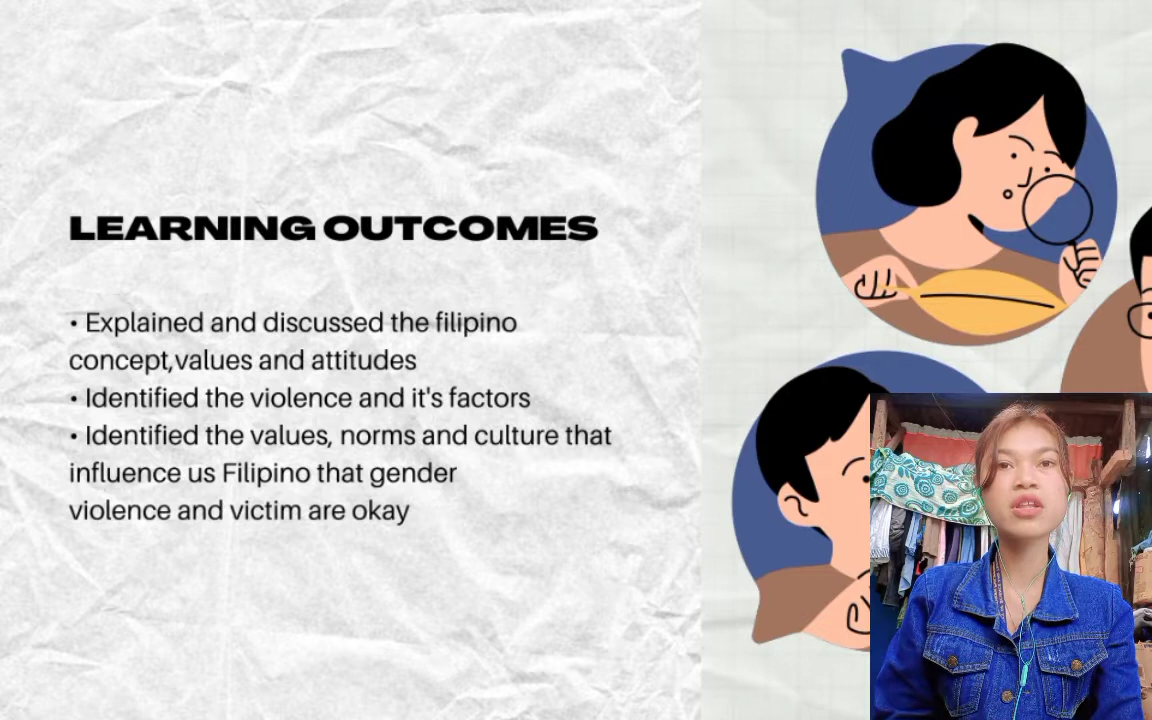 LEARNING OUTCOMES
• Explained and discussed the filipino
concept,values and attitudes
• Identified the violence and it's factors
• Identified the values, norms and culture that
influence us Filipino that gender
violence and victim are okay